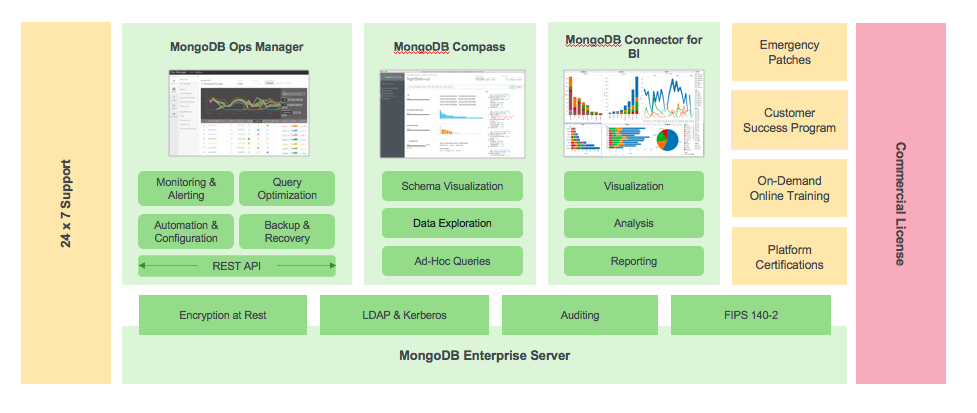 24 x 7 Support
MongoDB Ops Manager
Monitoring &
Alerting
Query
Optimization
Automation &
Configuration
Backup &
Recovery
REST API
MongoDB Compass
Schema Visualization
Data Exploration
Ad-Hoc Queries
MongoDB Connector for
BI
Visualization
Analysis
Reporting
Emergency
Patches
Customer
Success Program
On-Demand
Online Training
Platform
Certifications
Commercial License
Encryption at Rest
LDAP & Kerberos
Auditing
FIPS 140-2
MongoDB Enterprise Server